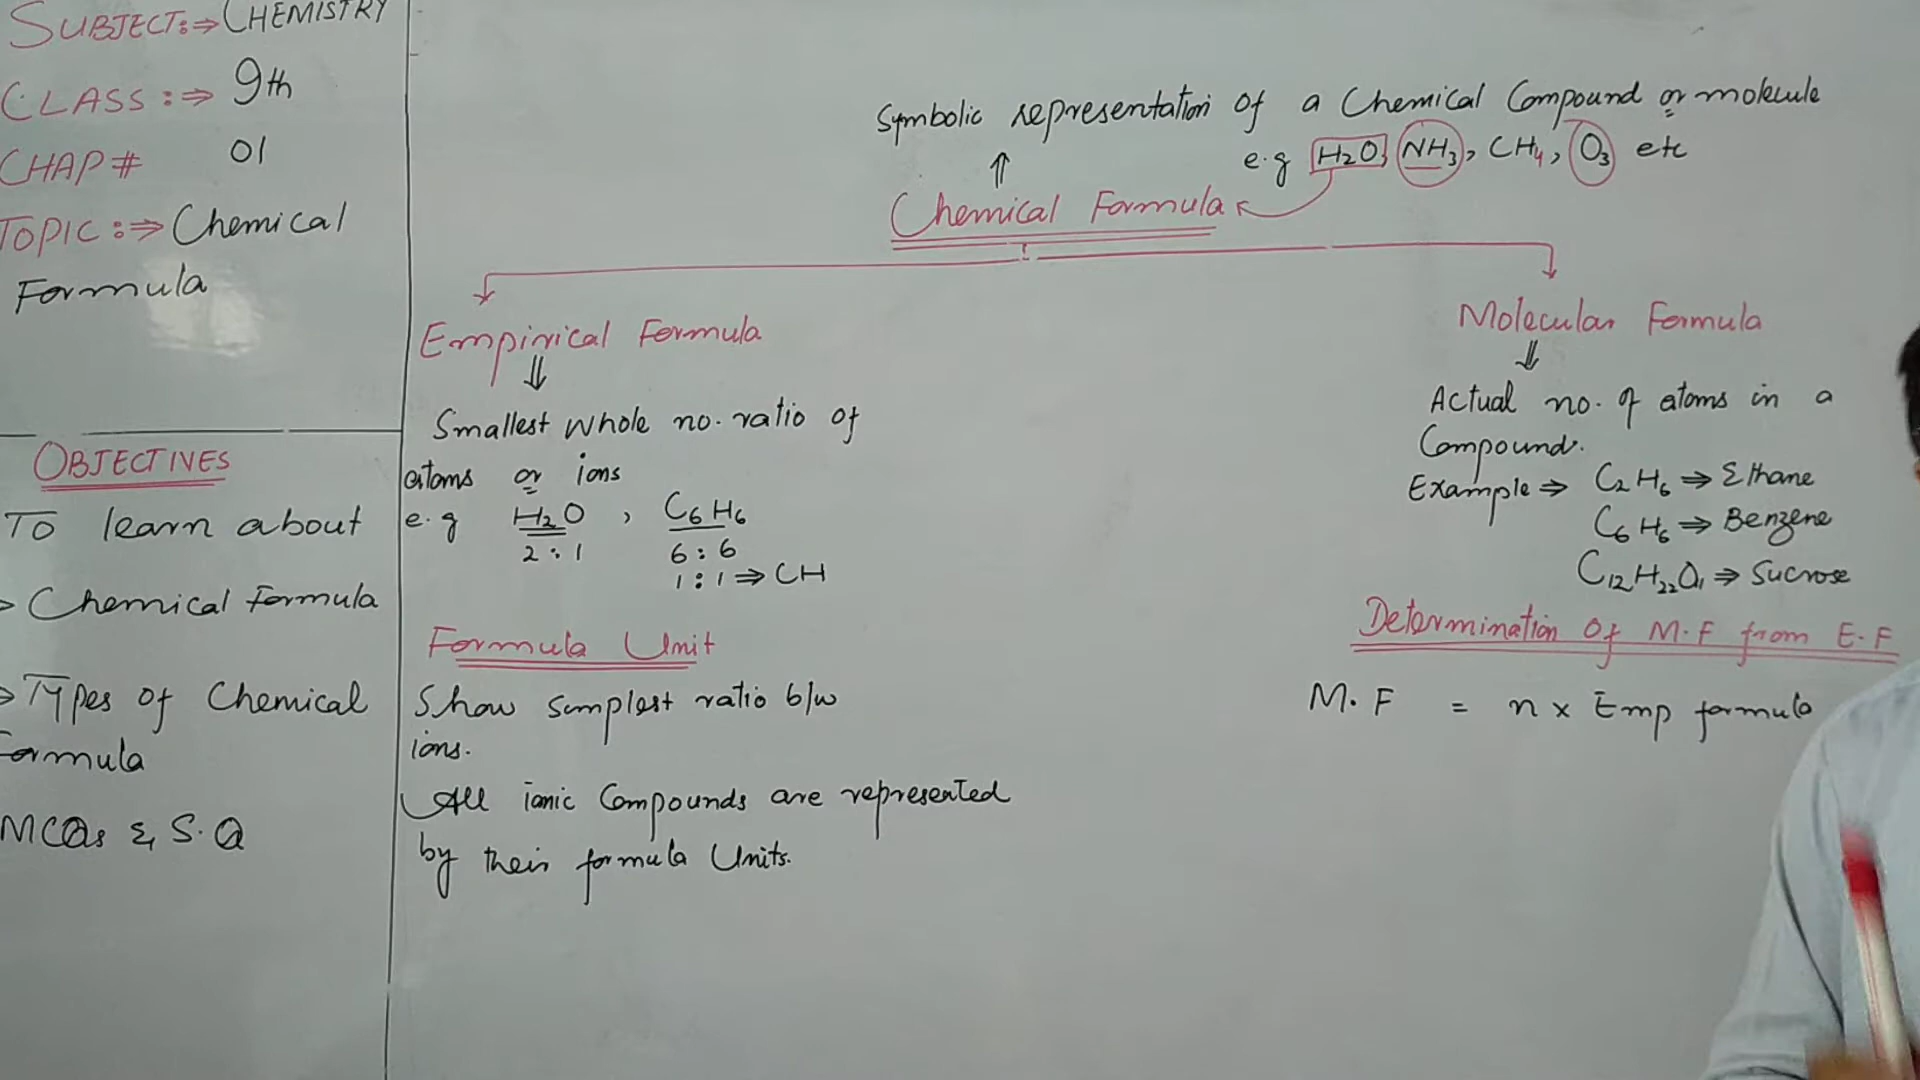 SUBJECT:⇒ CHEMISTRY
CLASS:⇒ 9th
CHAP# 01
TOPIC:⇒ Chemical
Formula
OBJECTIVES
To learn about
> Chemical formula
> Types of Chemical
Formula
MCQs & S.Q
Symbolic representation of a Chemical Compound or molecule
e.g H₂O, NH₃, CH₄, O₃ etc
Chemical Formula
Empirical Formula
⇓
Smallest whole no. ratio of
atoms or ions
e.g H₂O , C₆H₆
2:1 6:6
1:1 ⇒ CH
Formula Unit
Show simplest ratio b/w
ions.
All ionic Compounds are represented
by their formula Units.
Molecular Formula
⇓
Actual no. of atoms in a
Compound.
Example ⇒ C₂H₆ ⇒ Ethane
C₆H₆ ⇒ Benzene
C₁₂H₂₂O₁₁ ⇒ Sucrose
Determination of M.F from E.F
M.F = n x Emp formula